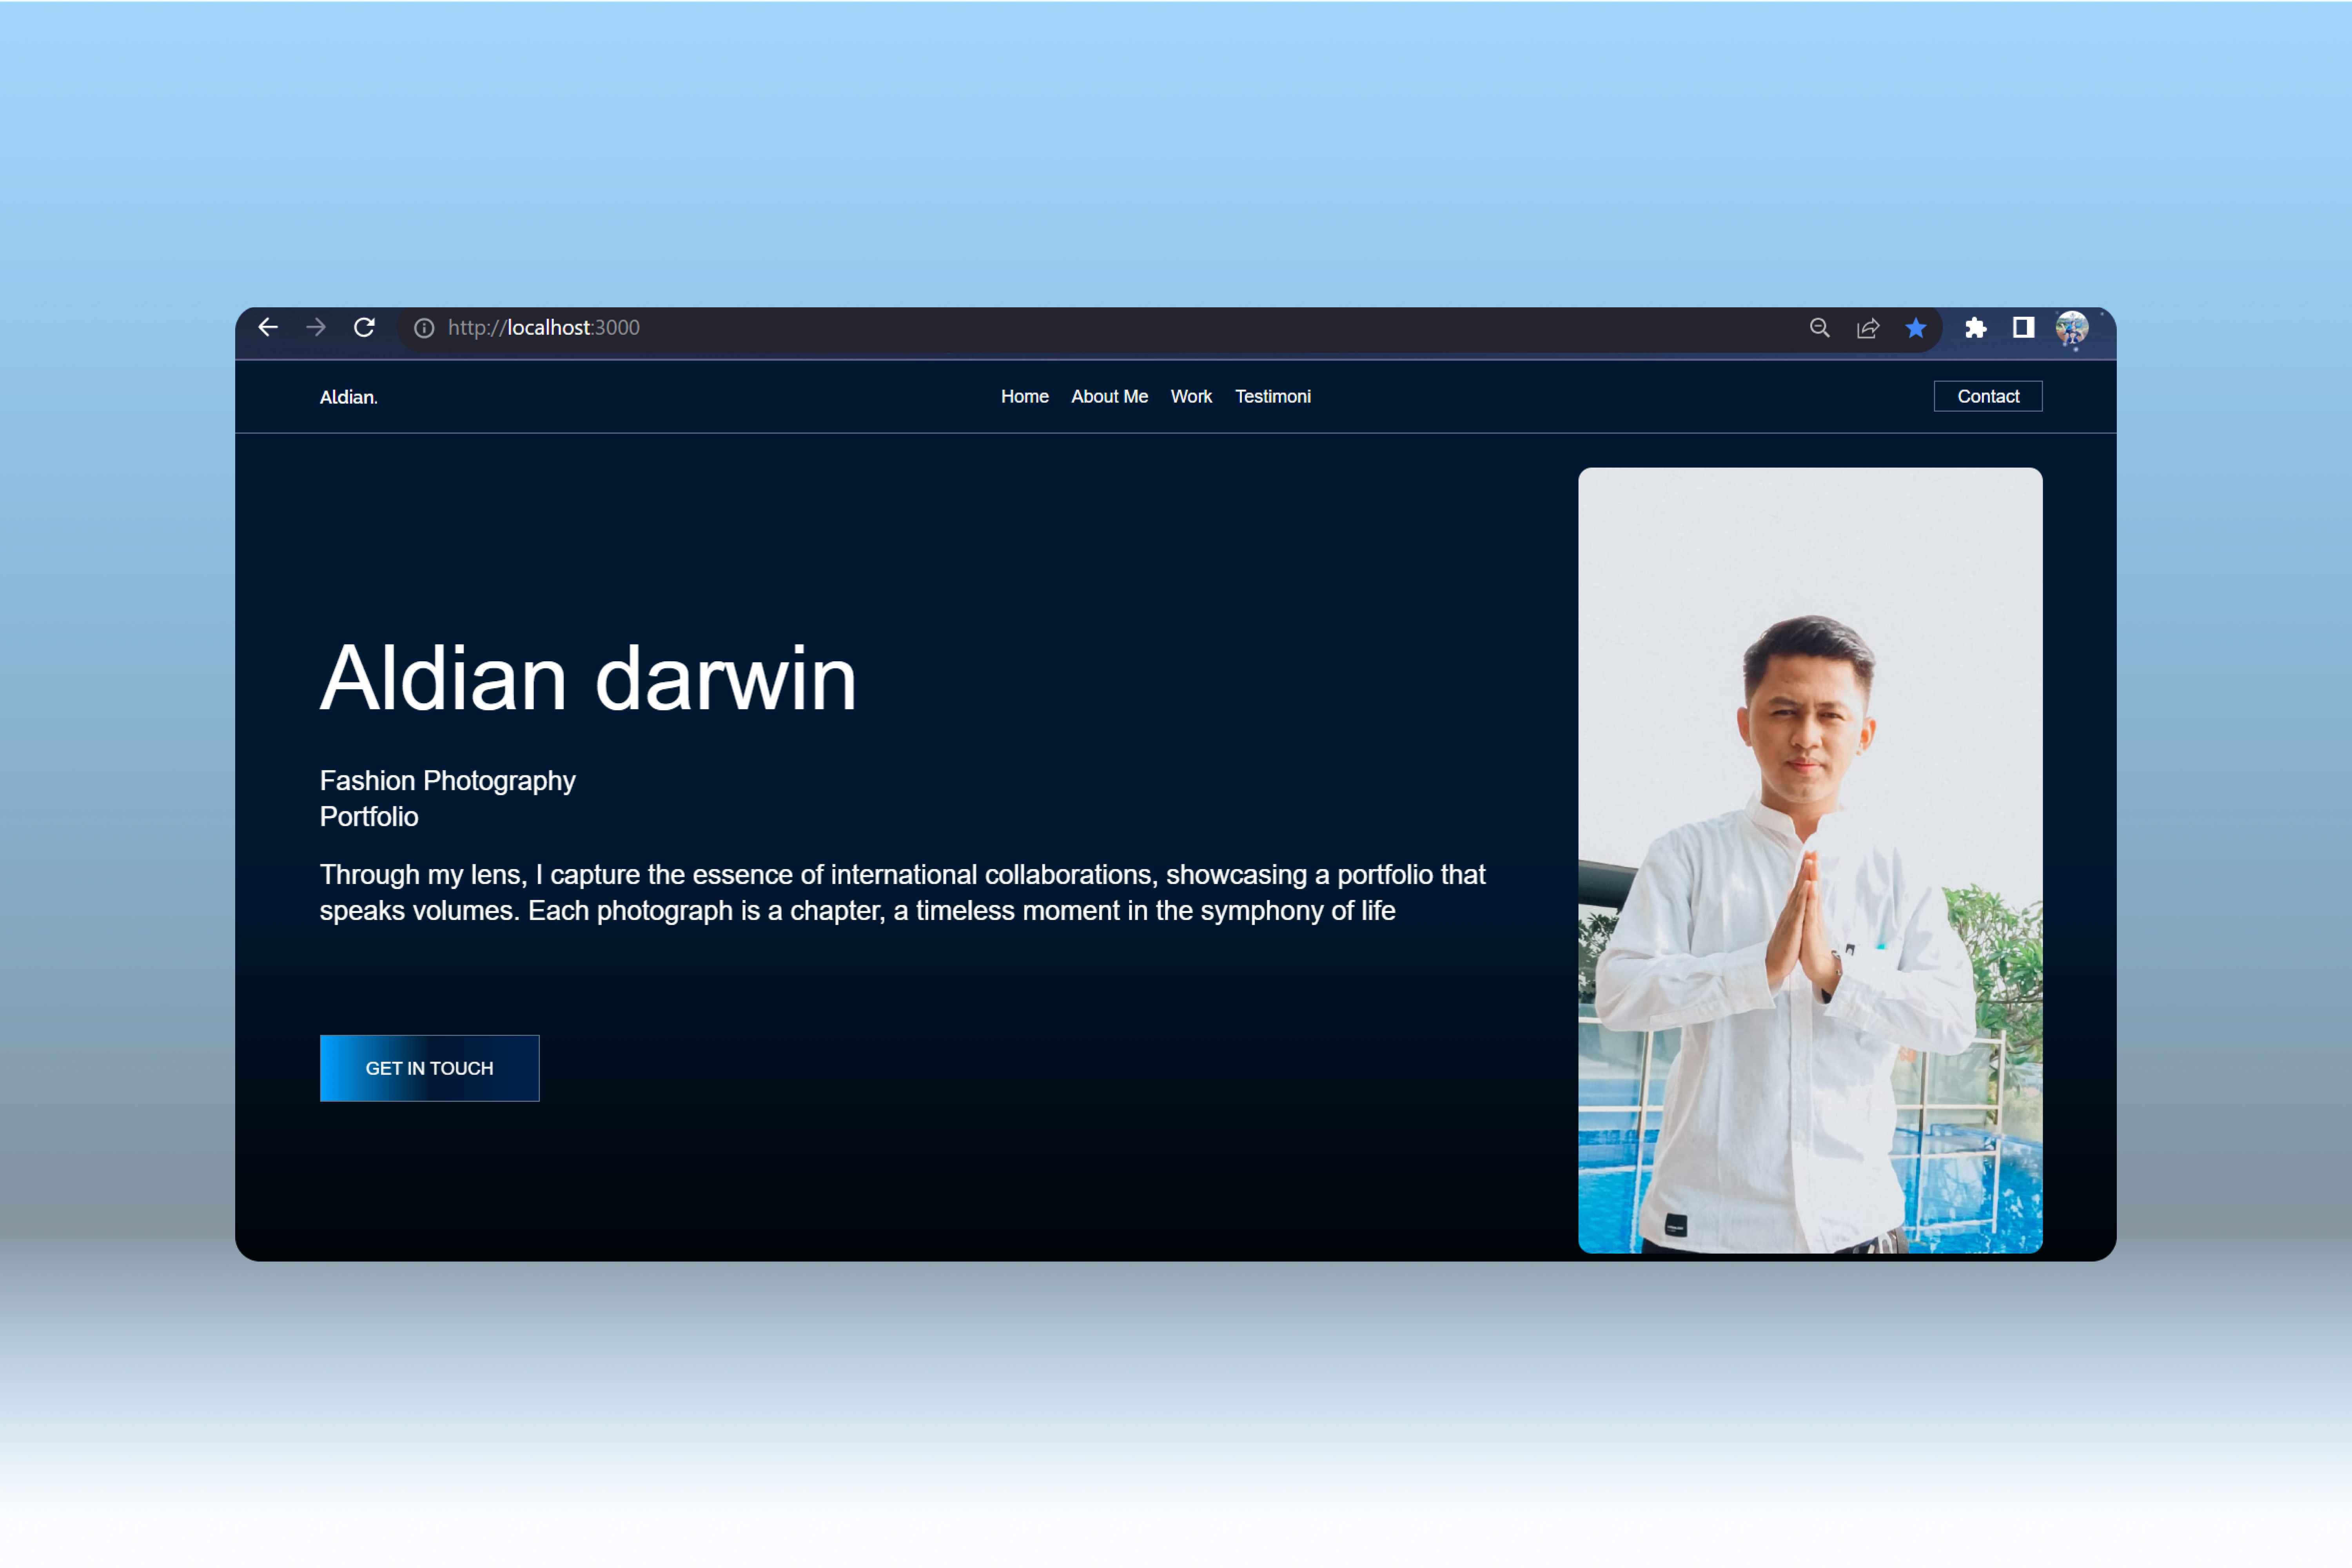 http://localhost:3000
Aldian.
Home About Me Work Testimoni
Contact
Aldian darwin
Fashion Photography
Portfolio
Through my lens, I capture the essence of international collaborations, showcasing a portfolio that
speaks volumes. Each photograph is a chapter, a timeless moment in the symphony of life
GET IN TOUCH